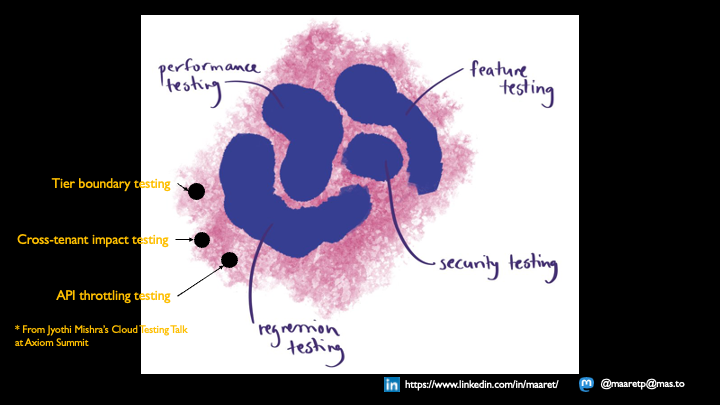 performance
testing
feature
testing
Tier boundary testing
Cross-tenant impact testing
security testing
API throttling testing
regression
testing
* From Jyothi Mishra's Cloud Testing Talk
at Axiom Summit
in https://www.linkedin.com/in/maaret/
m @maaretp@mas.to